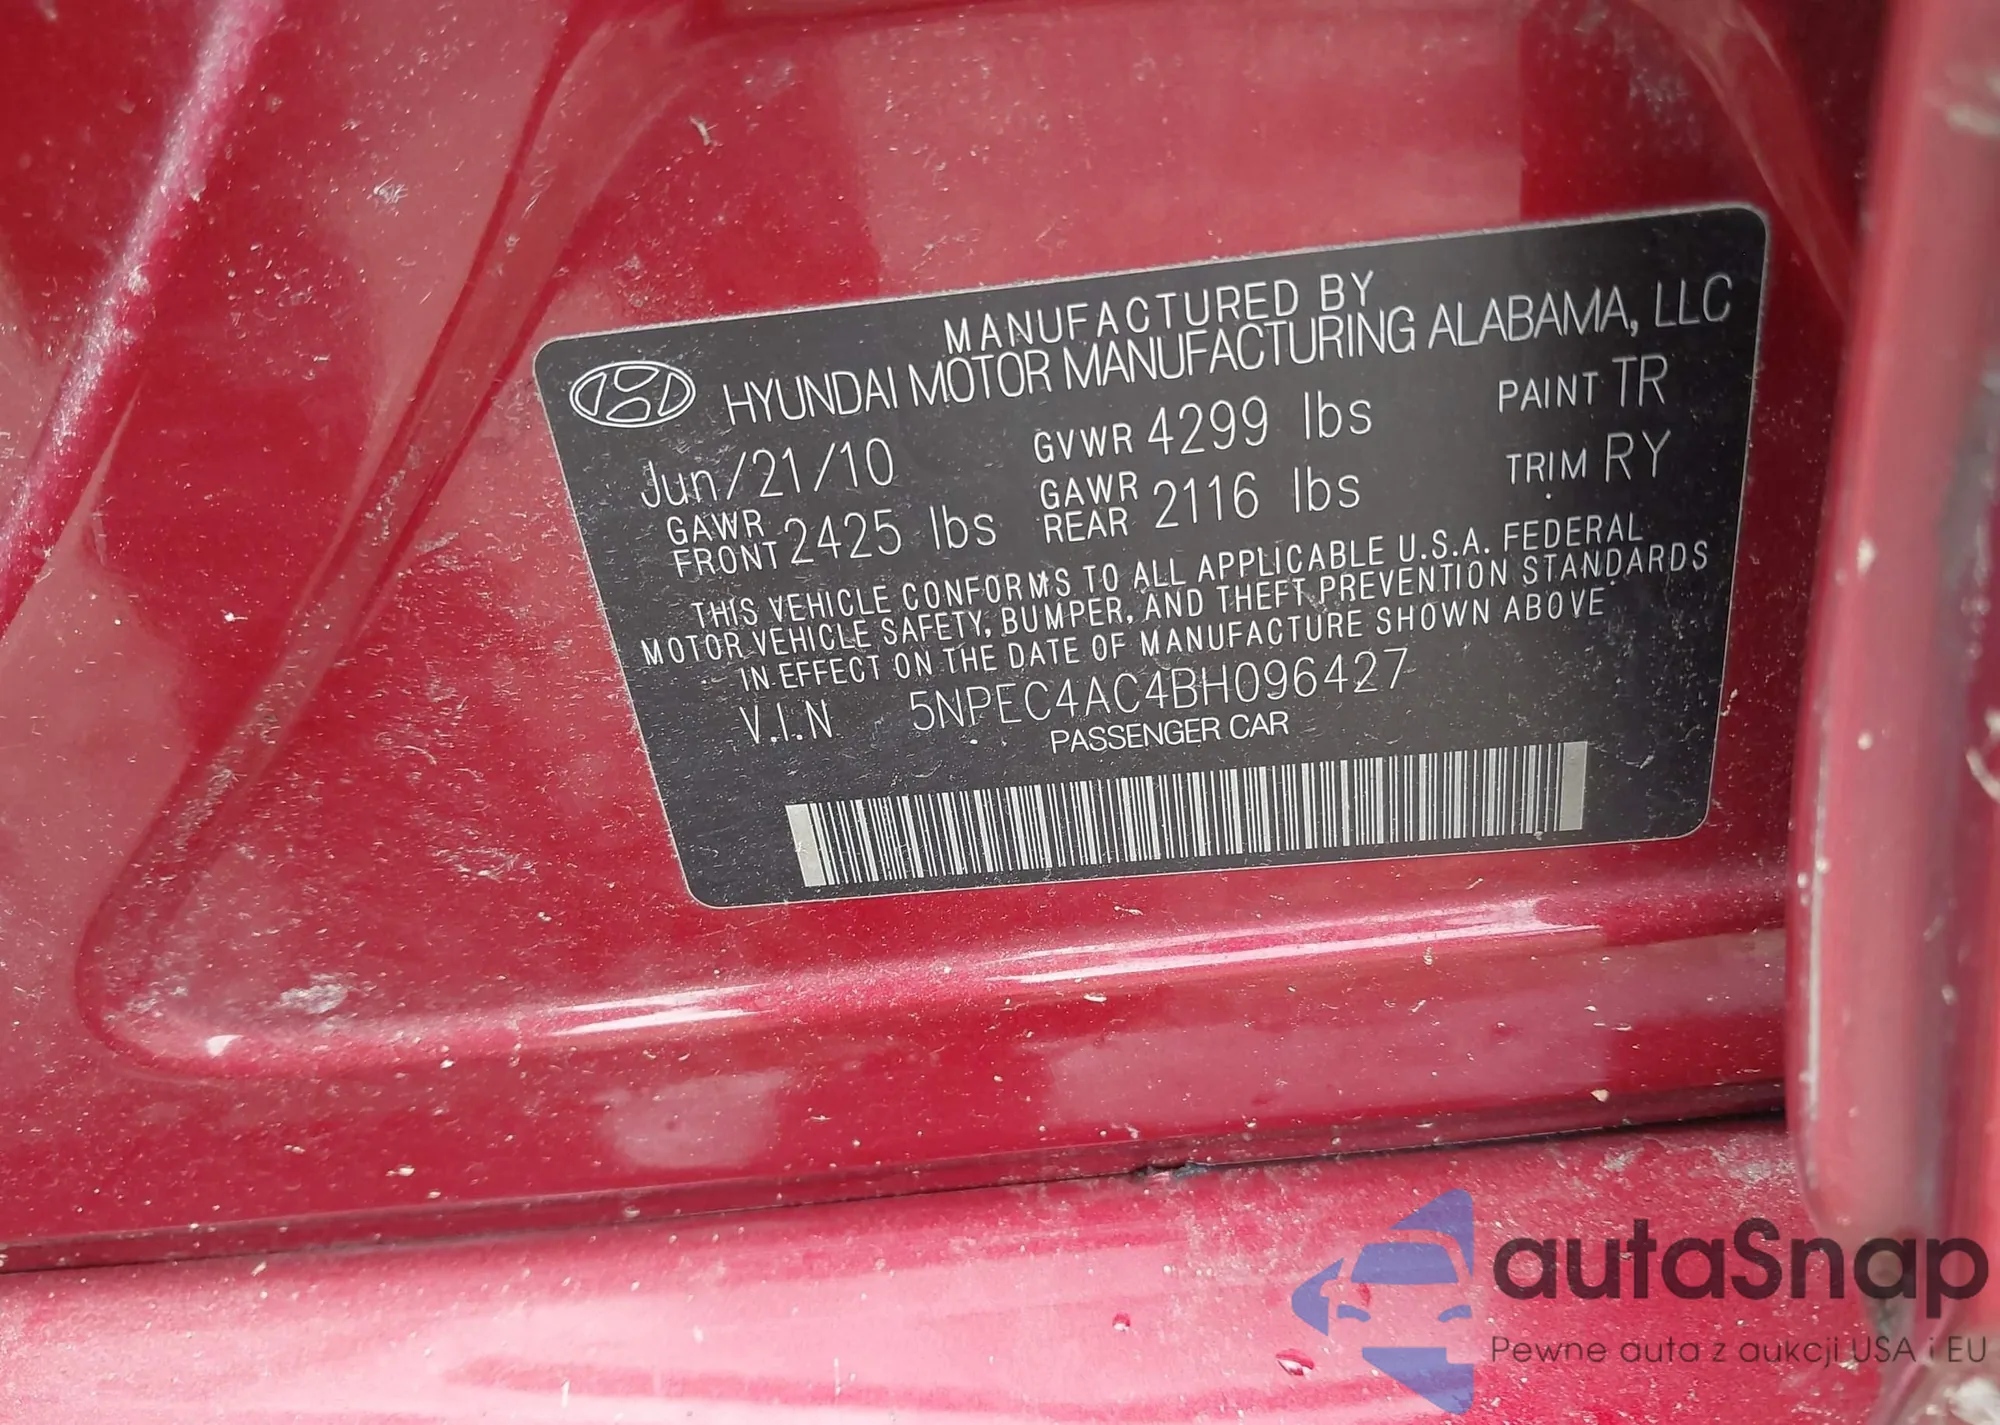 MANUFACTURED BY
HYUNDAI MOTOR MANUFACTURING ALABAMA, LLC
Jun/21/10 GVWR 4299 lbs PAINT TR
GAWR FRONT 2425 lbs GAWR REAR 2116 lbs TRIM RY
THIS VEHICLE CONFORMS TO ALL APPLICABLE U.S.A. FEDERAL
MOTOR VEHICLE SAFETY, BUMPER, AND THEFT PREVENTION STANDARDS
IN EFFECT ON THE DATE OF MANUFACTURE SHOWN ABOVE
V.I.N 5NPEC4AC4BH096427
PASSENGER CAR
autaSnap
Pewne auta z aukcji USA i EU